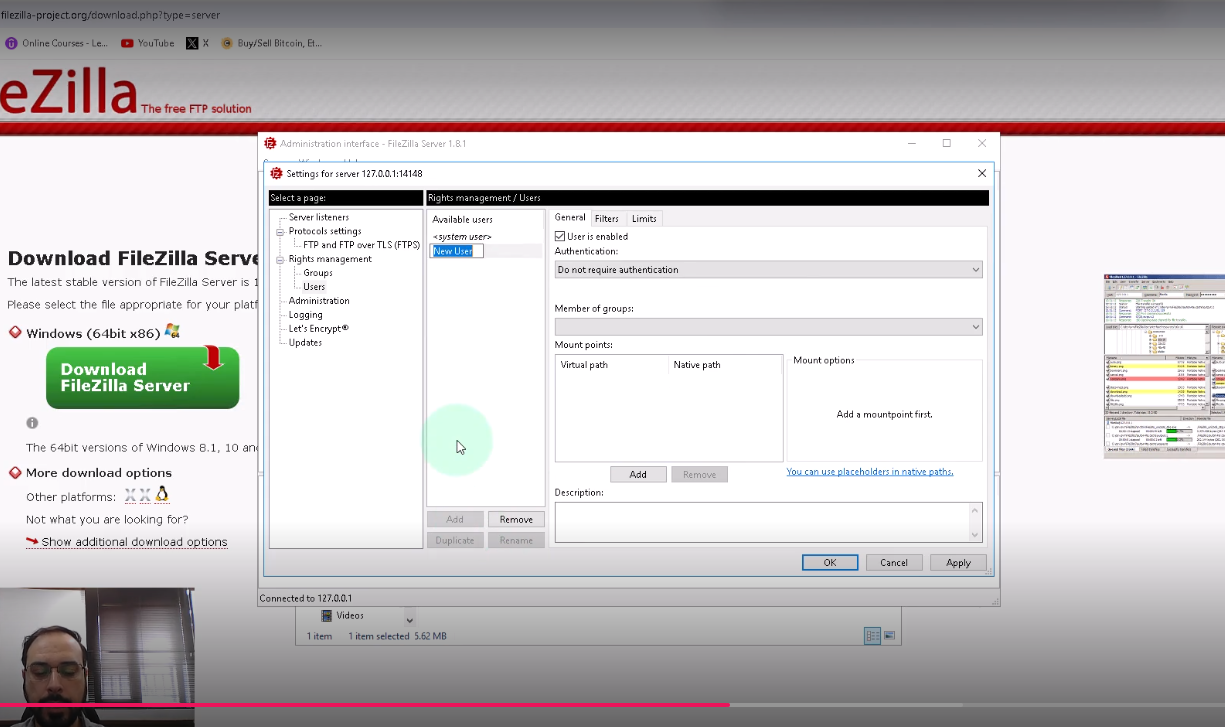 filezilla-project.org/download.php?type=server
Online Courses - Le...
YouTube
X
Buy/Sell Bitcoin, Et...
eZilla The free FTP solution
Administration interface - FileZilla Server 1.8.1
Settings for server 127.0.0.1:14148
Select a page:
Server listeners
Protocols settings
FTP and FTP over TLS (FTPS)
Rights management
Groups
Users
Administration
Logging
Let's Encrypt®
Updates
Rights management / Users
Available users
<system user>
New User
Add
Remove
Duplicate
Rename
General
Filters
Limits
User is enabled
Authentication:
Do not require authentication
Member of groups:
Mount points:
Virtual path
Native path
Add
Remove
Mount options
Add a mountpoint first.
You can use placeholders in native paths.
Description:
OK
Cancel
Apply
Connected to 127.0.0.1
Videos
1 item
1 item selected 5.62 MB
Download FileZilla Serve
The latest stable version of FileZilla Server is 1
Please select the file appropriate for your platf
Windows (64bit x86)
64
Download
FileZilla Server
The 64bit versions of Windows 8.1, 10 and
More download options
Other platforms:
Not what you are looking for?
Show additional download options